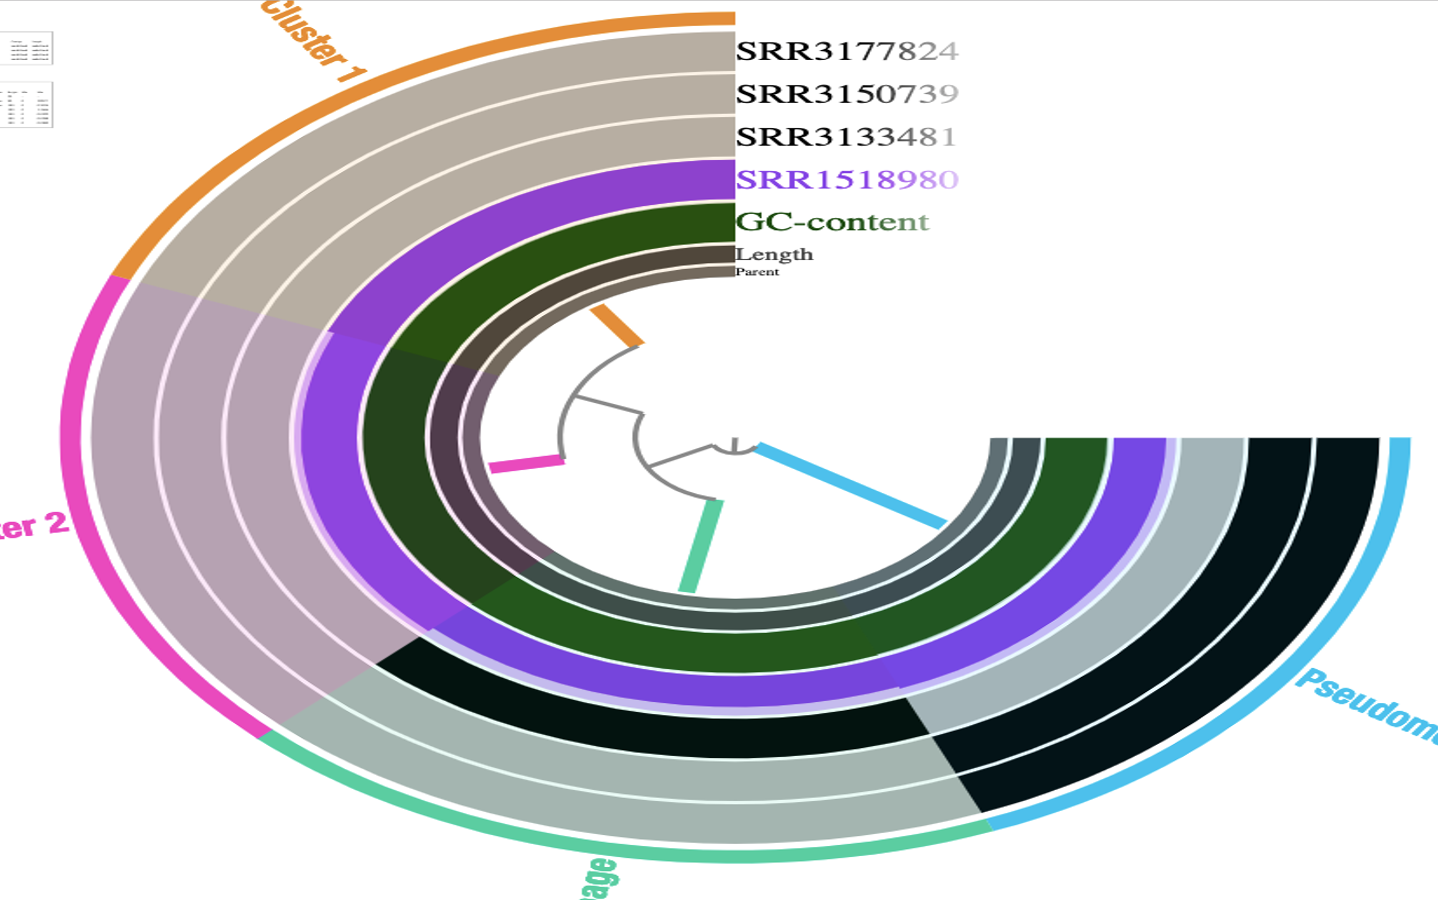 Cluster 1
SRR3177824
SRR3150739
SRR3133481
SRR1518980
GC-content
Length
Parent
ter 2
Pseudom
age